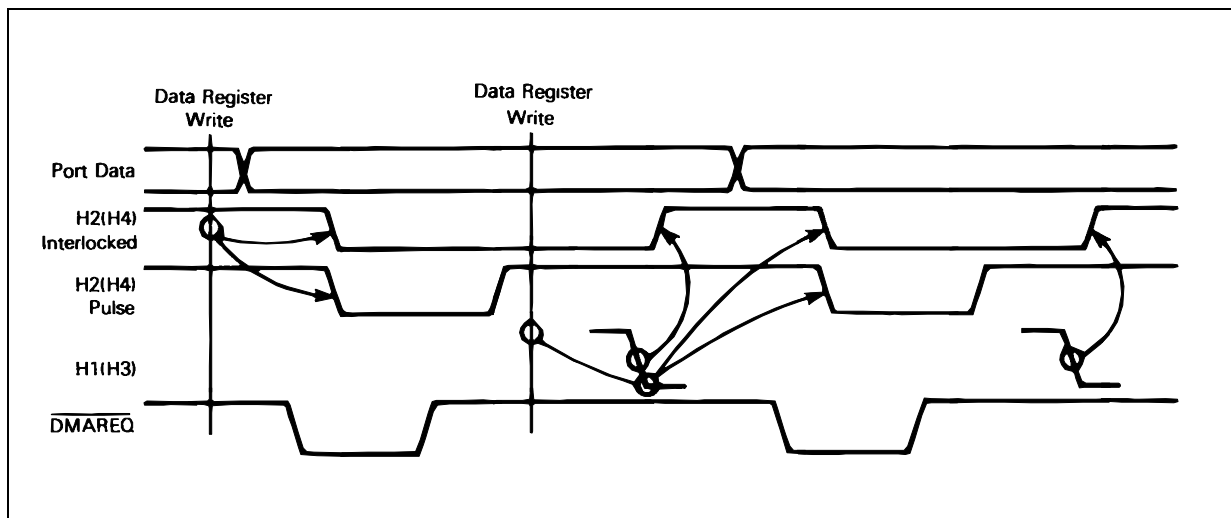 Data Register
Write
Data Register
Write
Port Data
H2(H4)
Interlocked
H2(H4)
Pulse
H1(H3)
DMAREQ